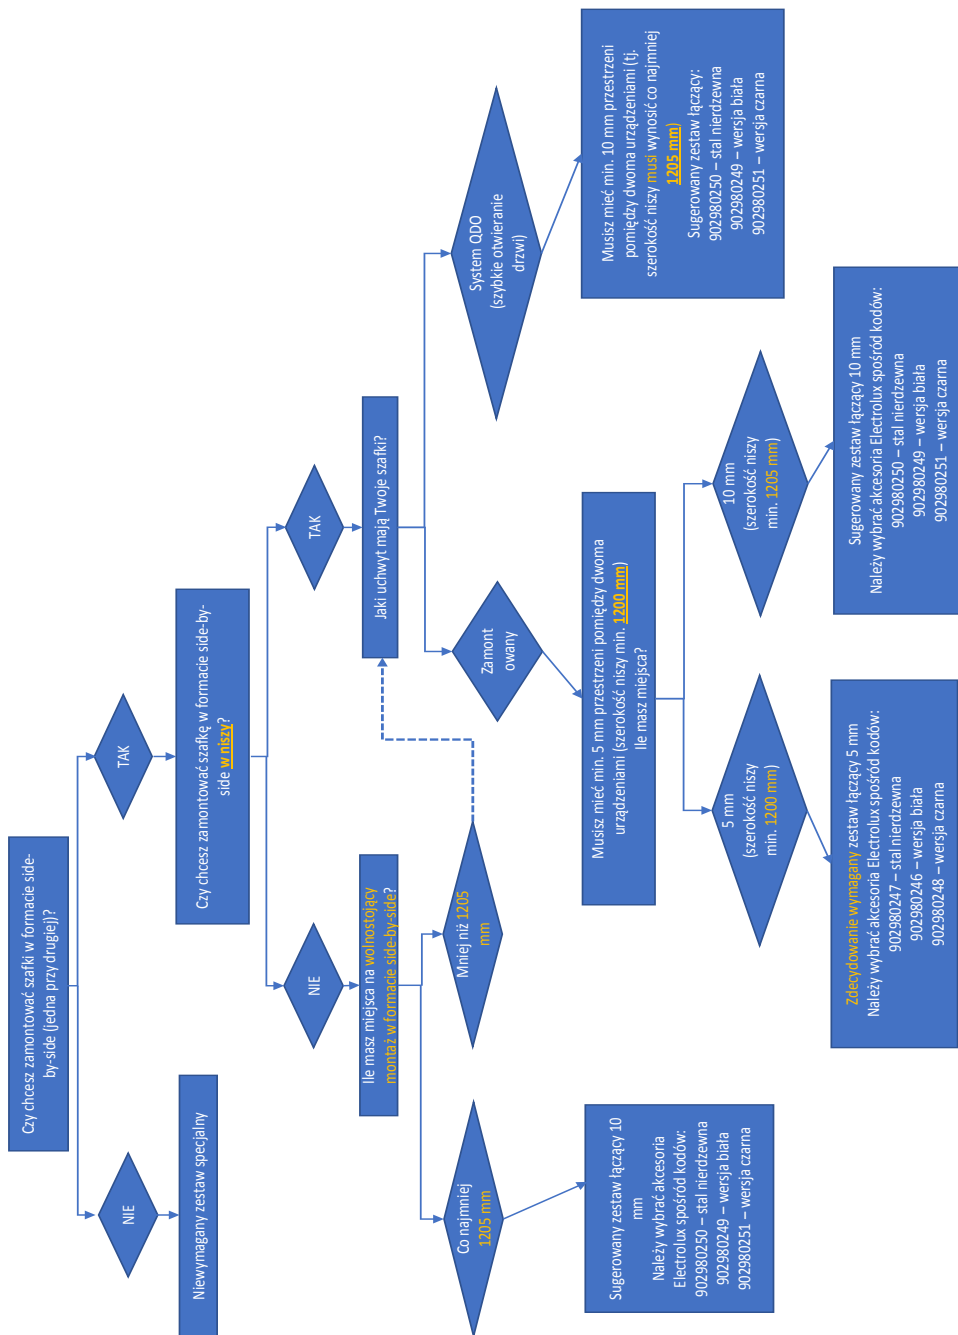 Czy chcesz zamontować szafki w formacie side-
by-side (jedna przy drugiej)?
NIE
TAK
Niewymagany zestaw specjalny
Czy chcesz zamontować szafkę w formacie side-by-
side w niszy?
NIE
TAK
Ile masz miejsca na wolnostojący
montaż w formacie side-by-side?
Jaki uchwyt mają Twoje szafki?
Co najmniej
1205 mm
Mniej niż 1205
mm
Zamont
owany
System QDO
(szybkie otwieranie
drzwi)
Sugerowany zestaw łączący 10
mm
Należy wybrać akcesoria
Electrolux spośród kodów:
902980250 – stal nierdzewna
902980249 – wersja biała
902980251 – wersja czarna
Musisz mieć min. 5 mm przestrzeni pomiędzy dwoma
urządzeniami (szerokość niszy min. 1200 mm)
Ile masz miejsca?
Musisz mieć min. 10 mm przestrzeni
pomiędzy dwoma urządzeniami (tj.
szerokość niszy musi wynosić co najmniej
1205 mm)
Sugerowany zestaw łączący:
902980250 – stal nierdzewna
902980249 – wersja biała
902980251 – wersja czarna
5 mm
(szerokość niszy
min. 1200 mm)
10 mm
(szerokość niszy
min. 1205 mm)
Zdecydowanie wymagany zestaw łączący 5 mm
Należy wybrać akcesoria Electrolux spośród kodów:
902980247 – stal nierdzewna
902980246 – wersja biała
902980248 – wersja czarna
Sugerowany zestaw łączący 10 mm
Należy wybrać akcesoria Electrolux spośród kodów:
902980250 – stal nierdzewna
902980249 – wersja biała
902980251 – wersja czarna